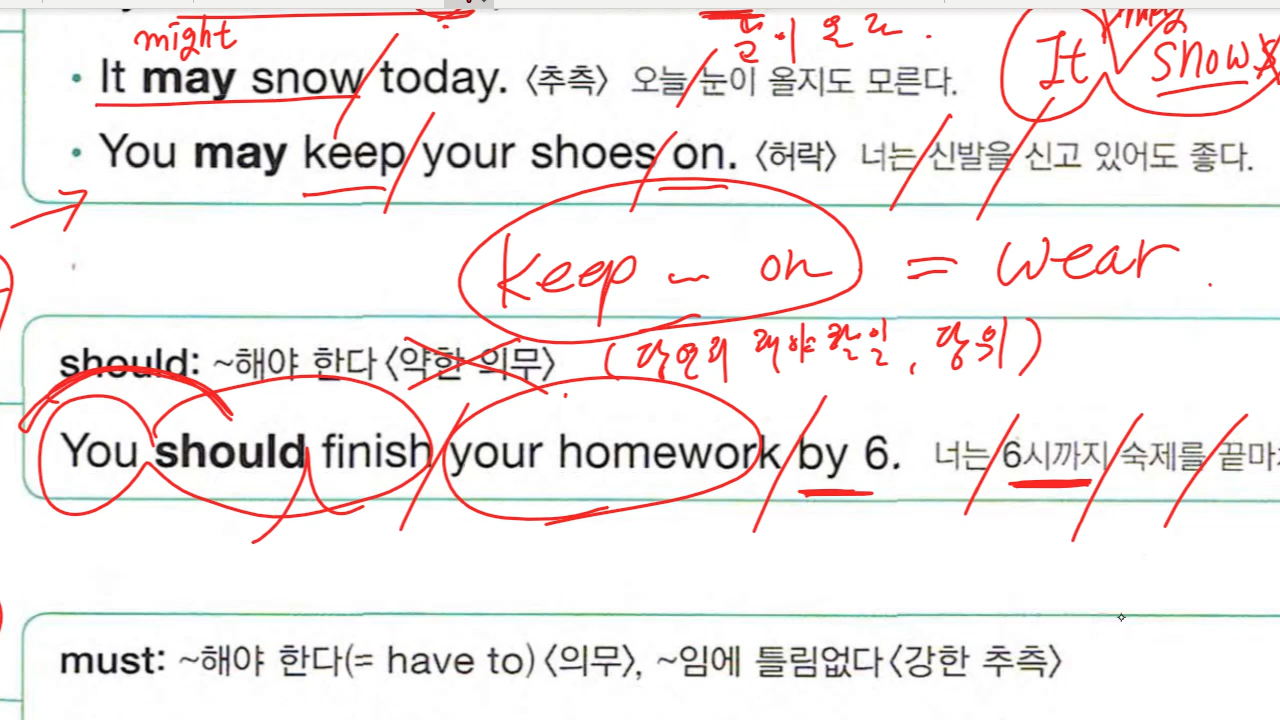 might
눈이 온다.
It may snow
• It may snow today. 〈추측〉 오늘 눈이 올지도 모른다.
• You may keep your shoes on. 〈허락〉 너는 신발을 신고 있어도 좋다.
keep ~ on = wear.
should: ~해야 한다 〈약한 의무〉 (당연히 해야할일, 당위)
You should finish your homework by 6. 너는 6시까지 숙제를
must: ~해야 한다(= have to) 〈의무〉, ~임에 틀림없다 〈강한 추측〉